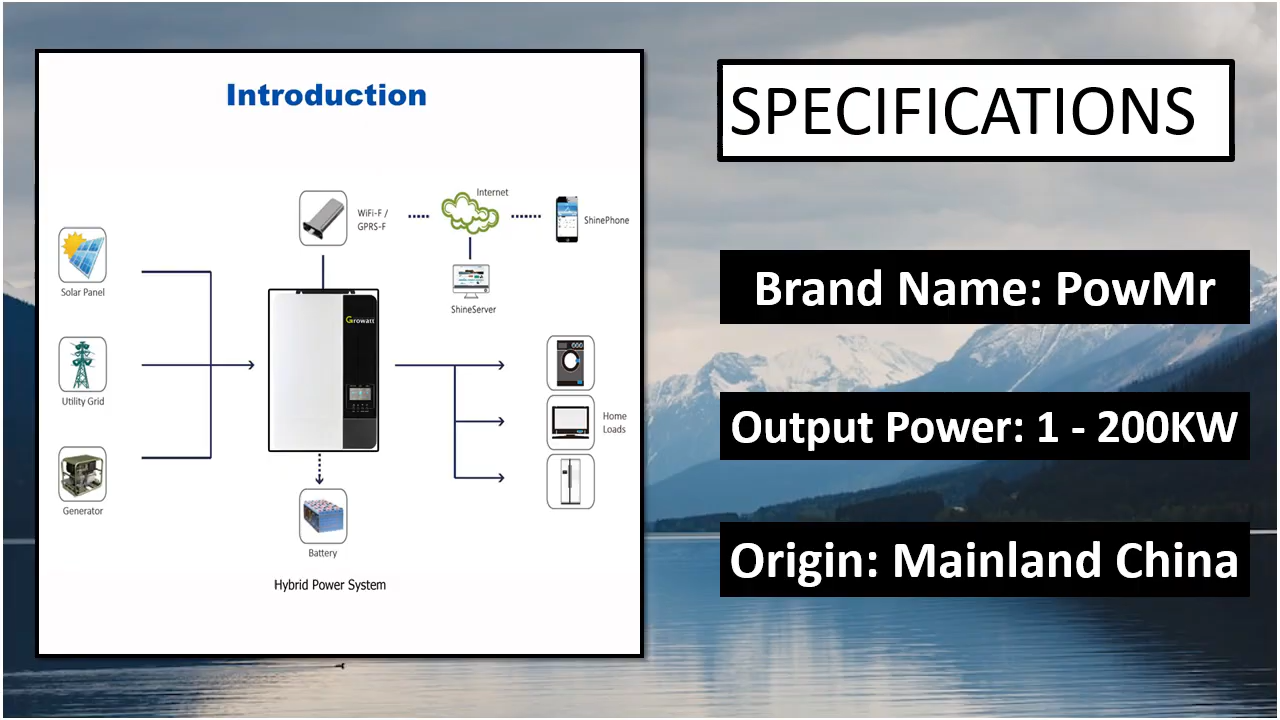 Introduction
WiFi-F /
GPRS-F
Internet
ShinePhone
ShineServer
Solar Panel
Utility Grid
Generator
Growatt
Home
Loads
Battery
Hybrid Power System
SPECIFICATIONS
Brand Name: PowMr
Output Power: 1 - 200KW
Origin: Mainland China